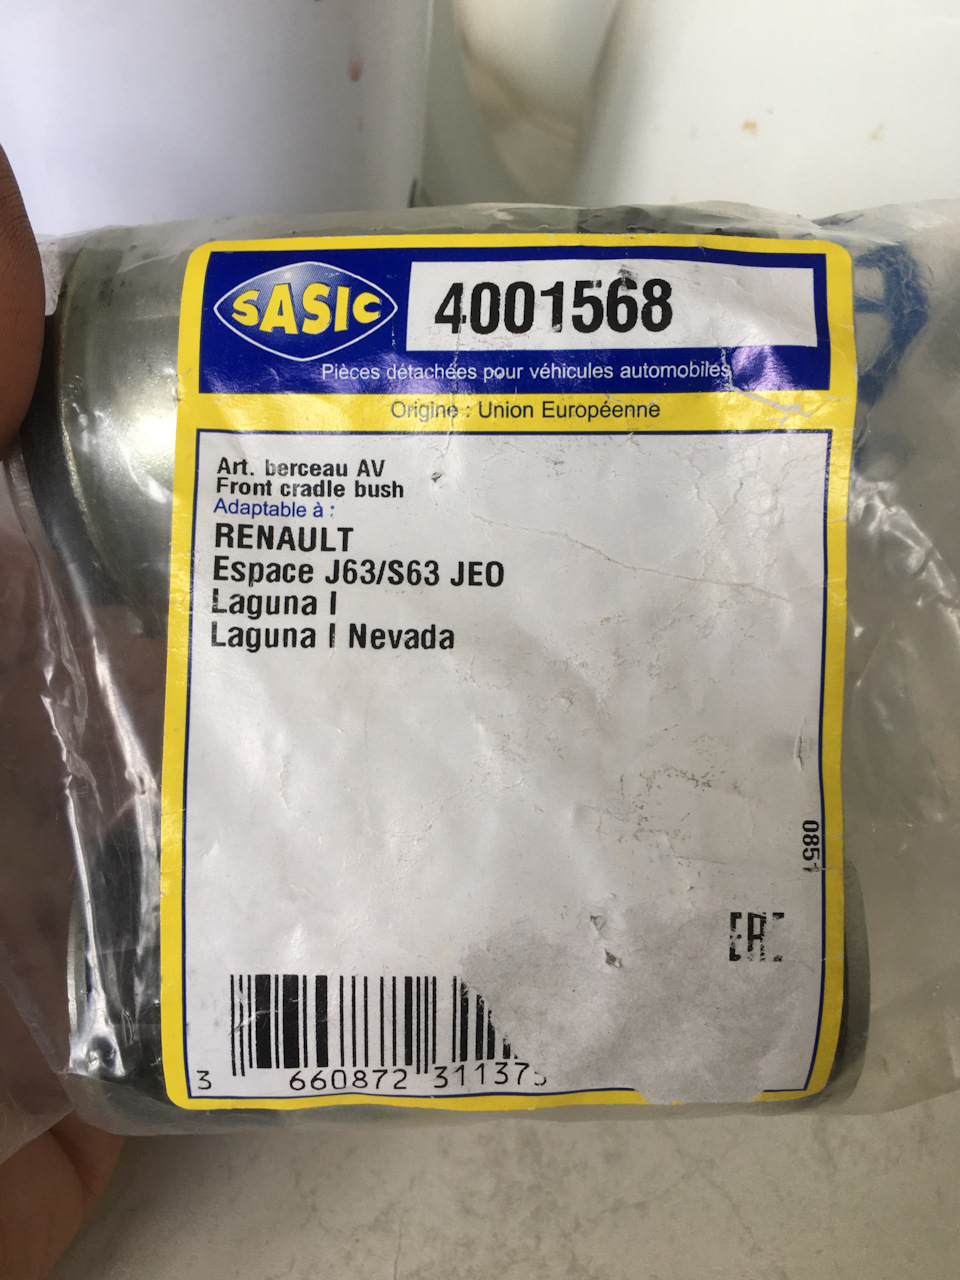 SASIC
4001568
Pièces détachées pour véhicules automobiles
Origine : Union Européenne
Art. berceau AV
Front cradle bush
Adaptable à :
RENAULT
Espace J63/S63 JEO
Laguna I
Laguna I Nevada
0851
EAC
3 660872 311375